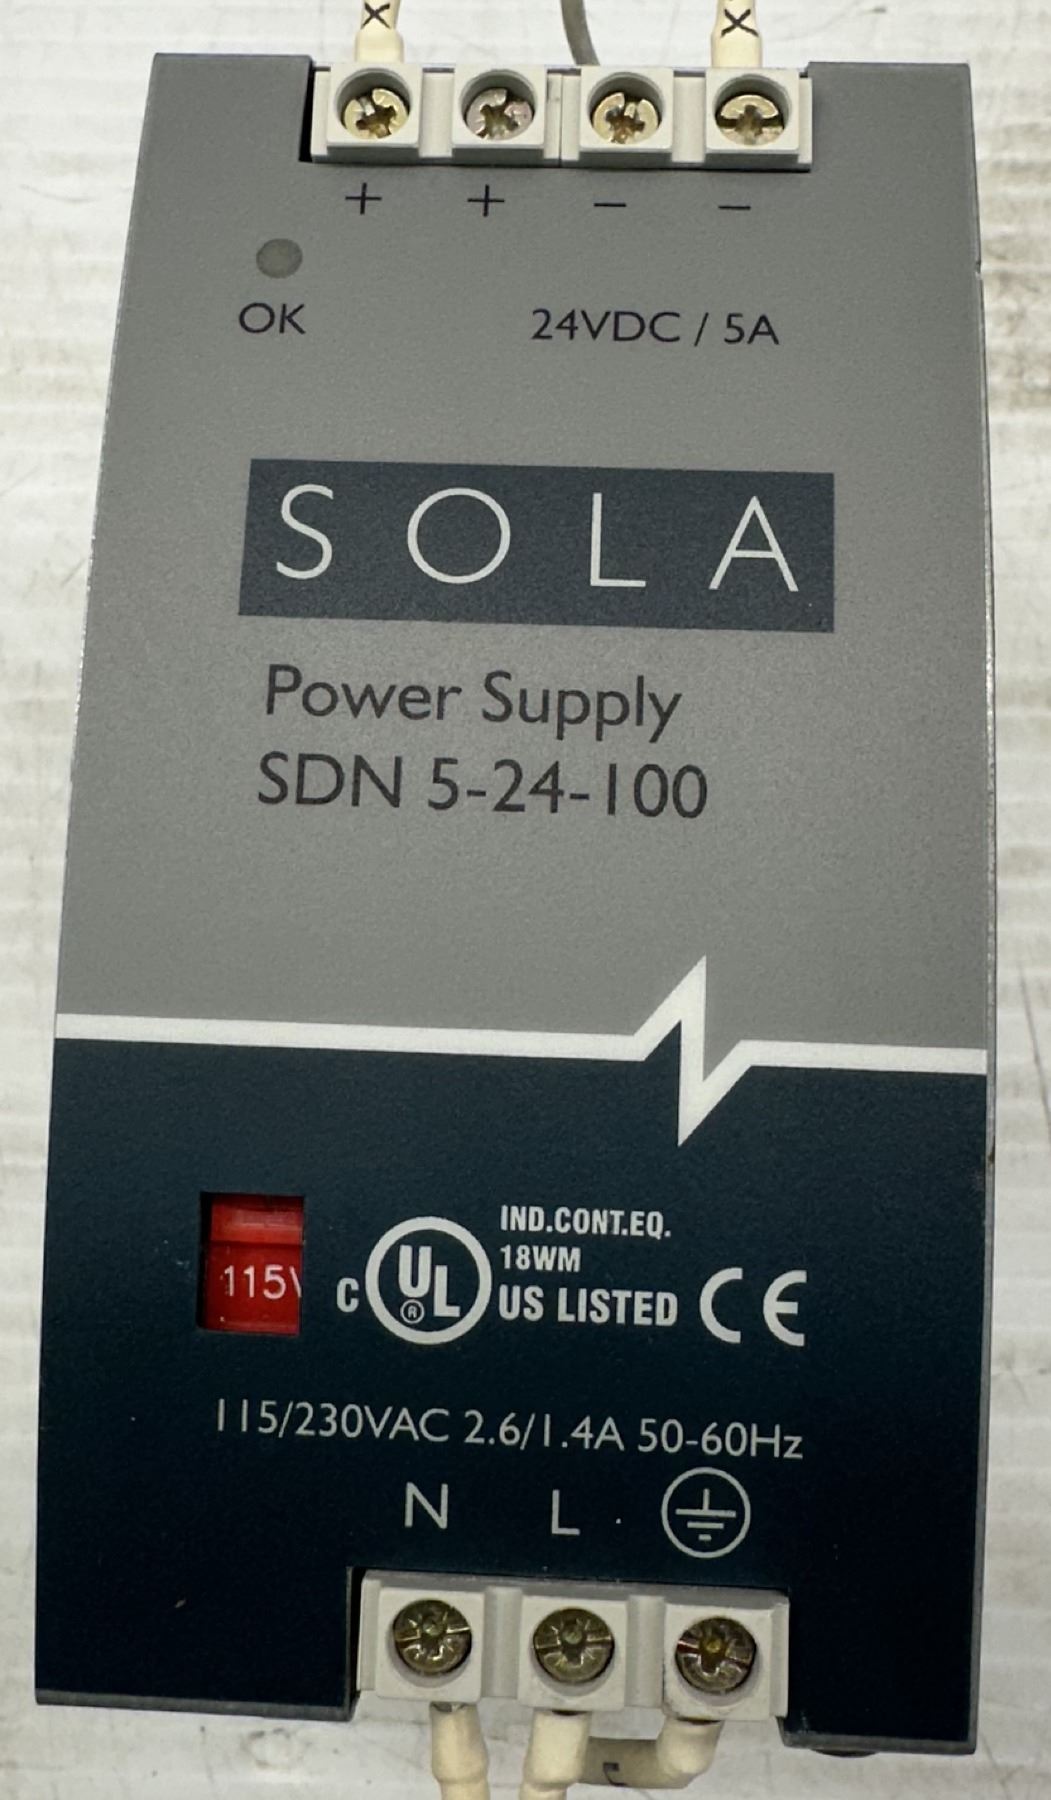 X X
+ + – –
OK
24VDC / 5A
SOLA
Power Supply
SDN 5-24-100
115V
IND.CONT.EQ.
18WM
C UL ® US LISTED CE
115/230VAC 2.6/1.4A 50-60Hz
N L